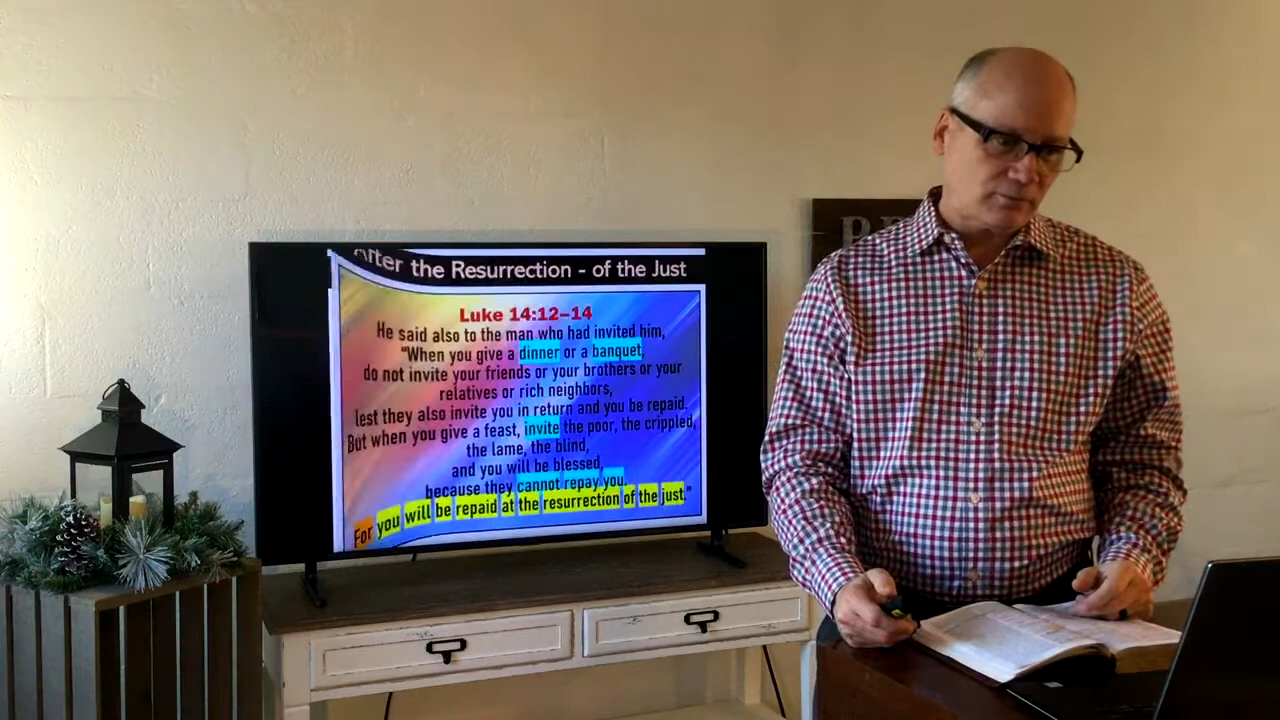 After the Resurrection - of the Just
Luke 14:12–14
He said also to the man who had invited him,
"When you give a dinner or a banquet,
do not invite your friends or your brothers or your
relatives or rich neighbors,
lest they also invite you in return and you be repaid.
But when you give a feast, invite the poor, the crippled,
the lame, the blind,
and you will be blessed,
because they cannot repay you.
For you will be repaid at the resurrection of the just."